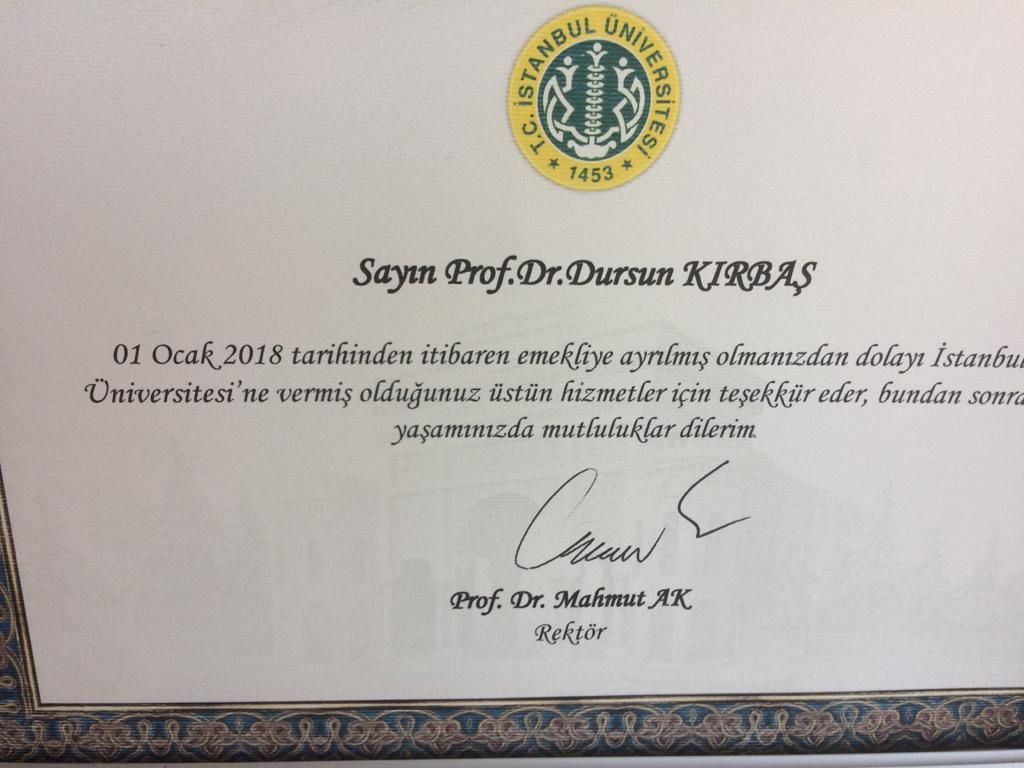 T.C. İSTANBUL ÜNİVERSİTESİ
1453
Sayın Prof.Dr.Dursun KIRBAŞ
01 Ocak 2018 tarihinden itibaren emekliye ayrılmış olmanızdan dolayı İstanbul
Üniversitesi'ne vermiş olduğunuz üstün hizmetler için teşekkür eder, bundan sonra
yaşamınızda mutluluklar dilerim.
Prof. Dr. Mahmut AK
Rektör